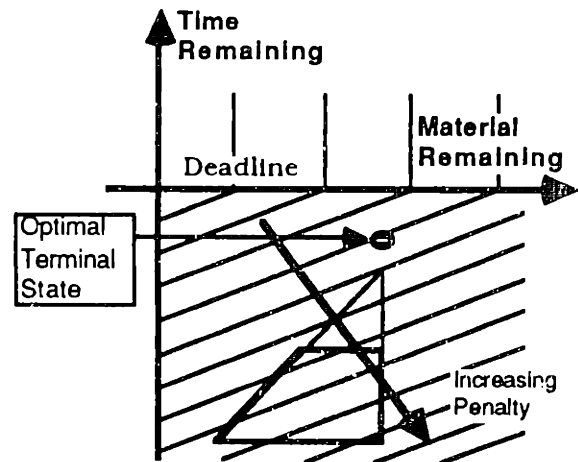 Time
Remaining
Material
Remaining
Deadline
Optimal
Terminal
State
Increasing
Penalty